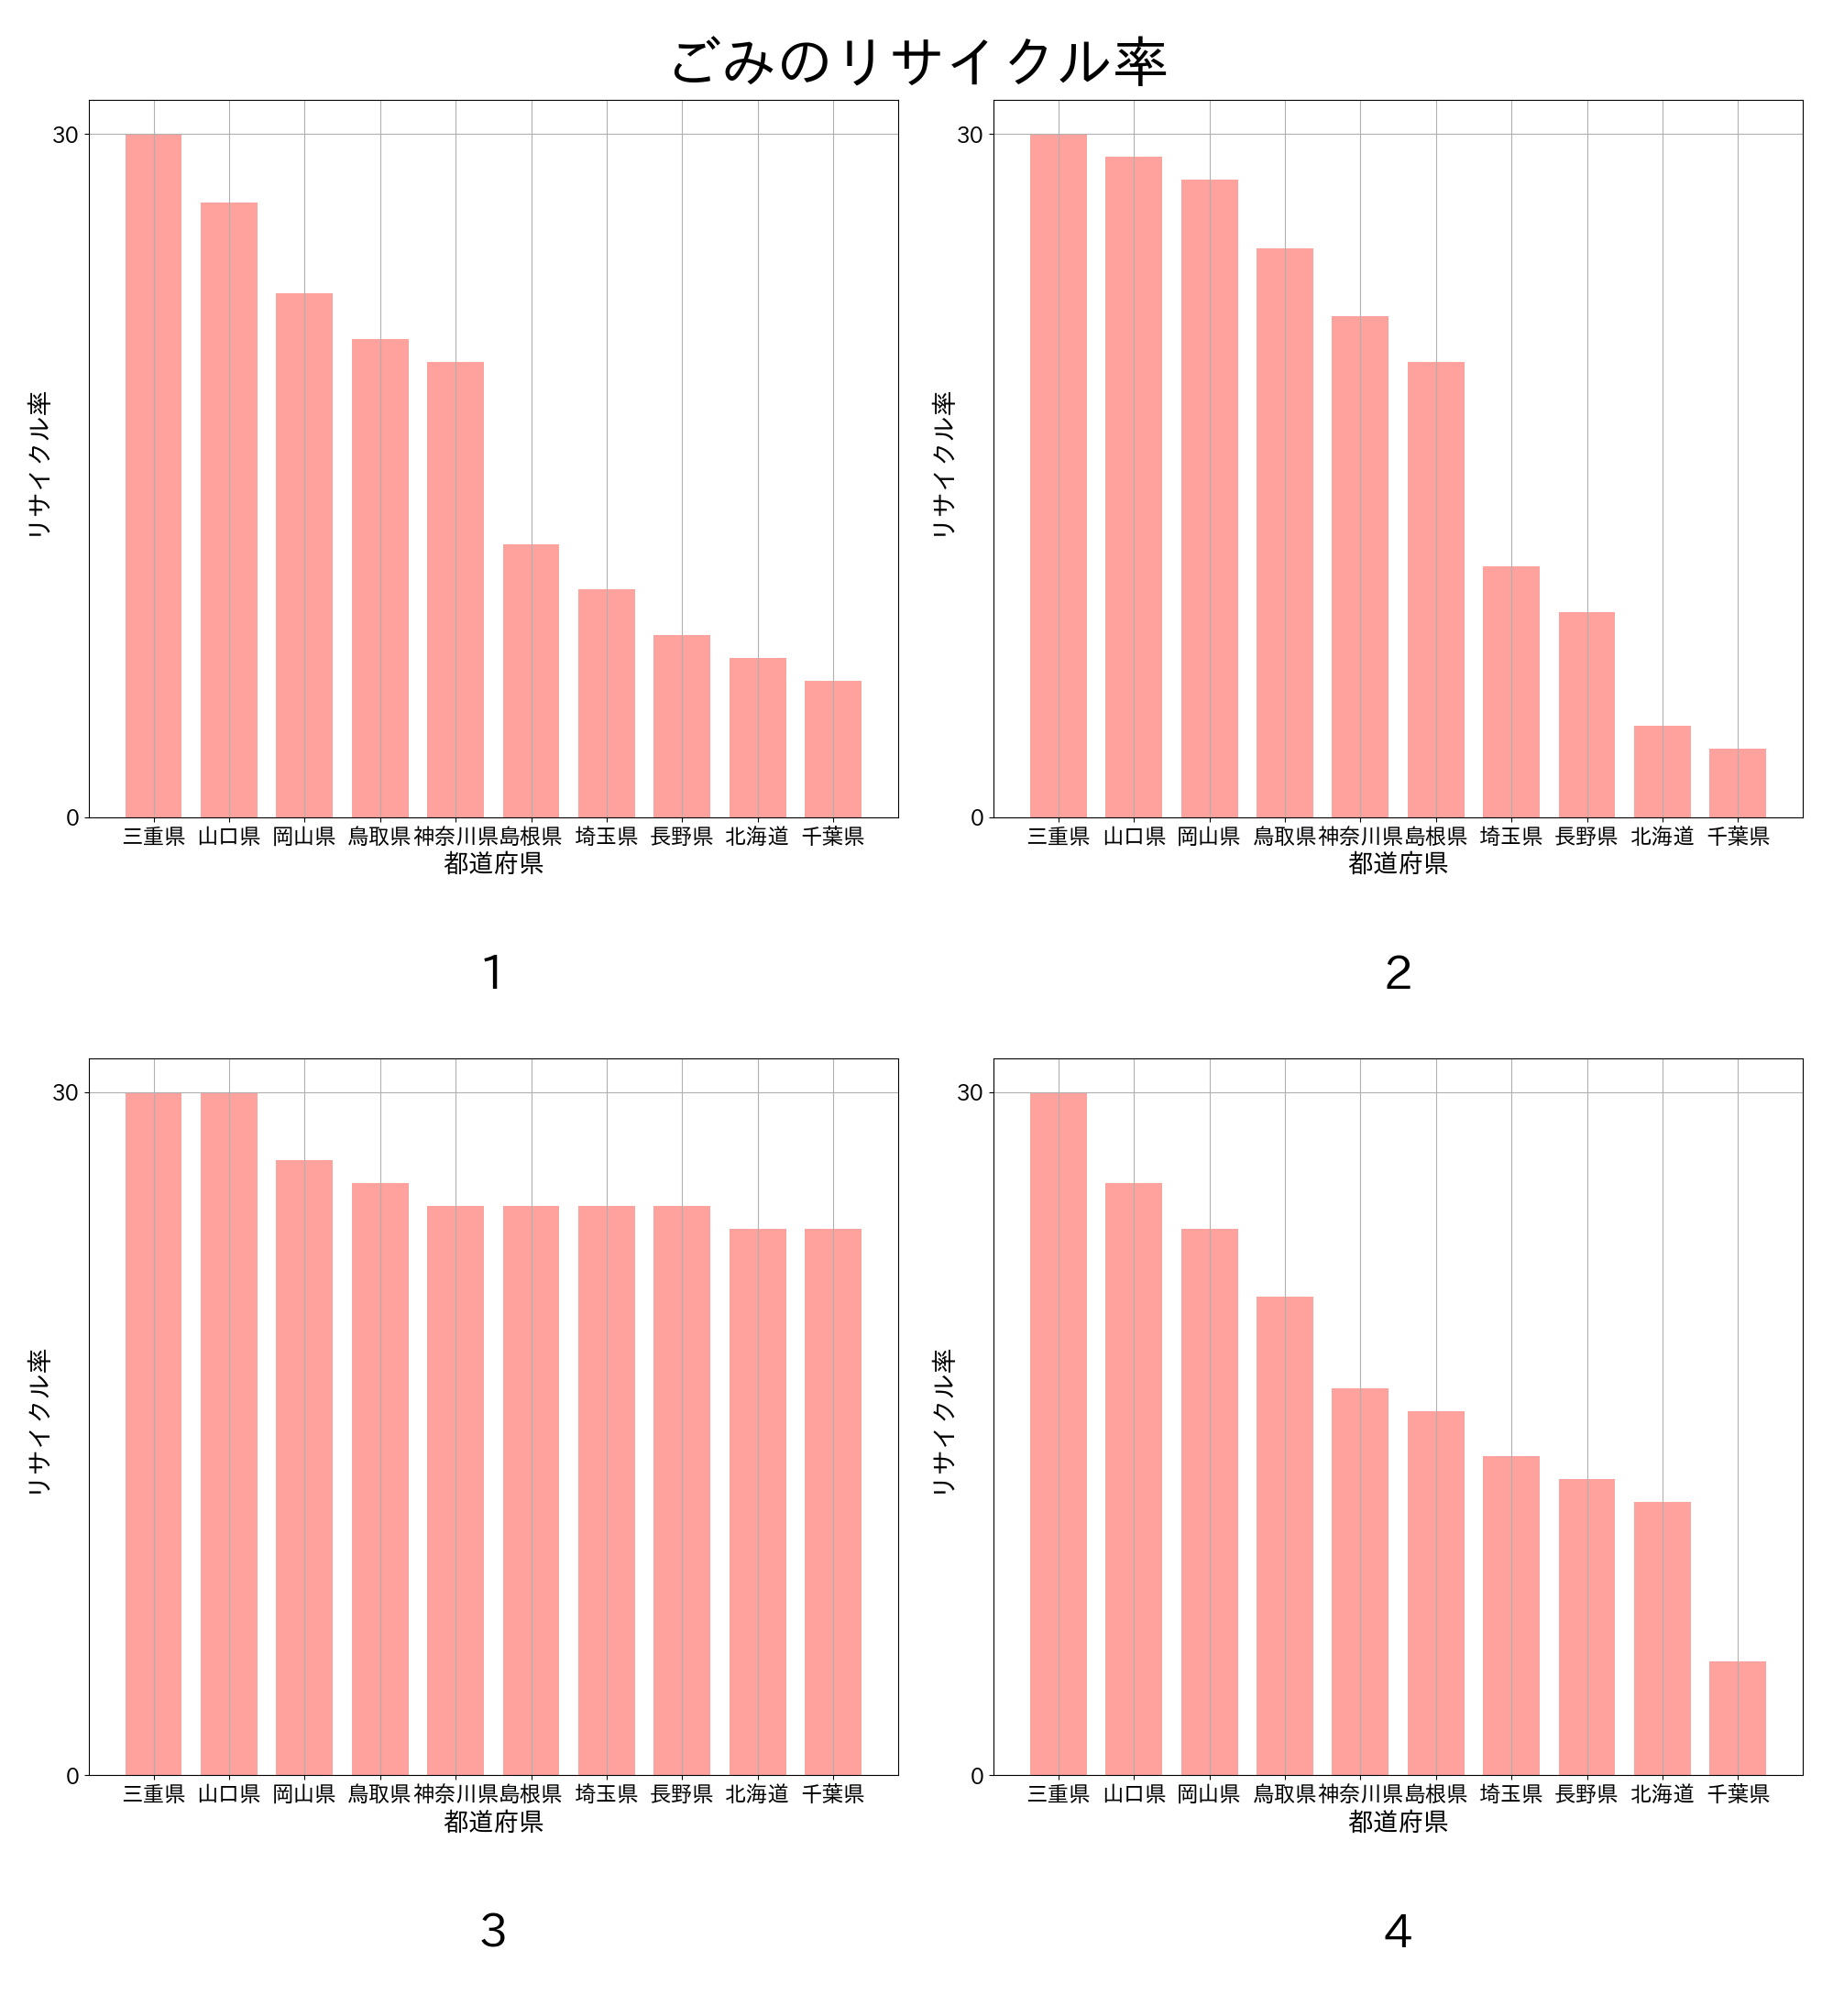 ごみのリサイクル率
30
0
リサイクル率
三重県 山口県 岡山県 鳥取県 神奈川県 島根県 埼玉県 長野県 北海道 千葉県
都道府県
1
30
0
リサイクル率
三重県 山口県 岡山県 鳥取県 神奈川県 島根県 埼玉県 長野県 北海道 千葉県
都道府県
2
30
0
リサイクル率
三重県 山口県 岡山県 鳥取県 神奈川県 島根県 埼玉県 長野県 北海道 千葉県
都道府県
3
30
0
リサイクル率
三重県 山口県 岡山県 鳥取県 神奈川県 島根県 埼玉県 長野県 北海道 千葉県
都道府県
4